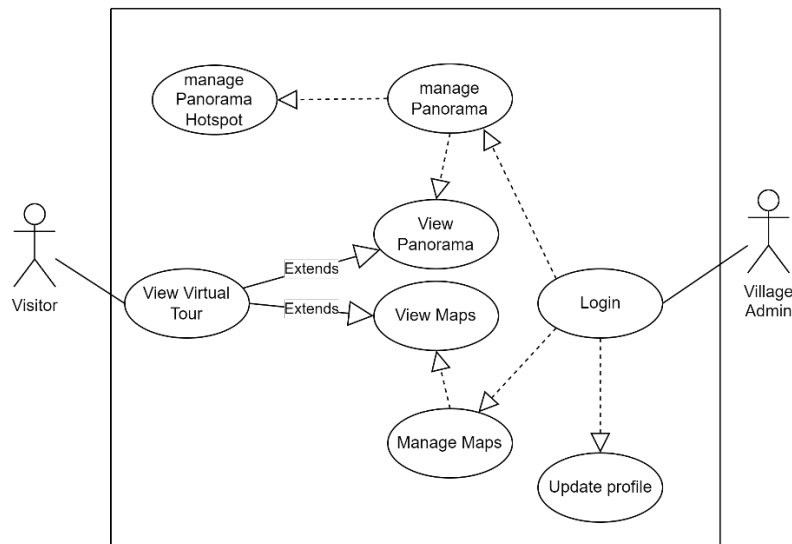 manage
Panorama
Hotspot
manage
Panorama
View
Panorama
Extends
Extends
Visitor
View Virtual
Tour
View Maps
Login
Village
Admin
Manage Maps
Update profile